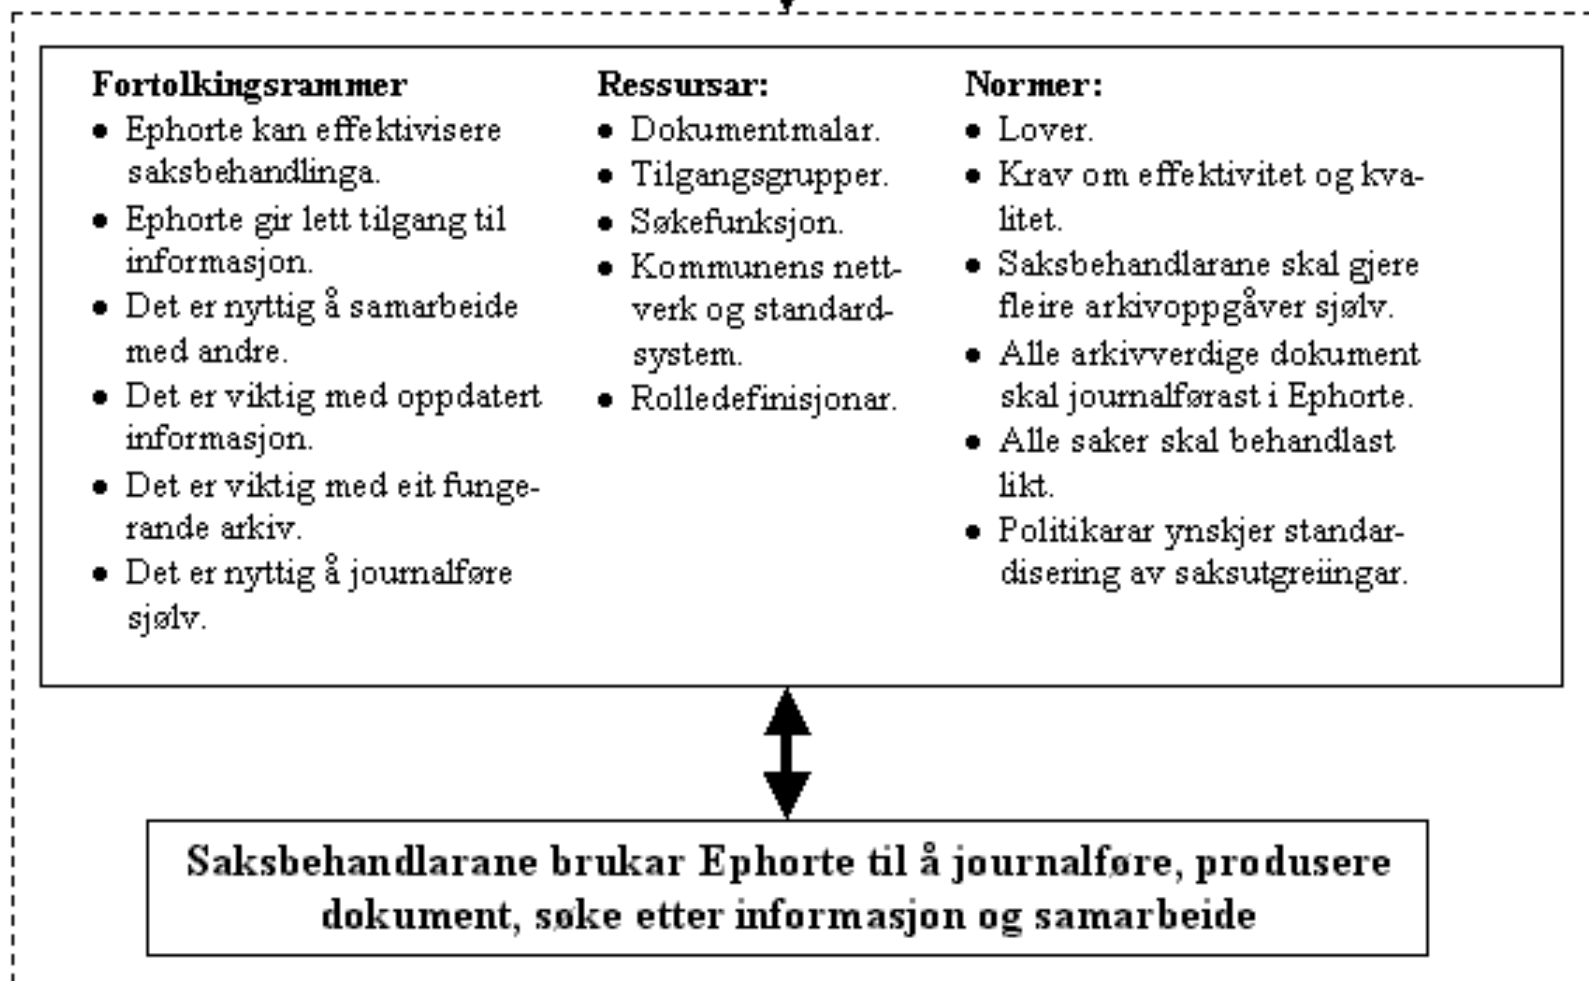 Fortolkingsrammer
● Ephorte kan effektivisere
saksbehandlinga.
● Ephorte gir lett tilgang til
informasjon.
● Det er nyttig å samarbeide
med andre.
● Det er viktig med oppdatert
informasjon.
● Det er viktig med eit funge-
rande arkiv.
● Det er nyttig å journalføre
sjølv.
Ressursar:
● Dokumentmalar.
● Tilgangsgrupper.
● Søkefunksjon.
● Kommunens nett-
verk og standard-
system.
● Rolledefinisjonar.
Normer:
● Lover.
● Krav om effektivitet og kva-
litet.
● Saksbehandlarane skal gjere
fleire arkivoppgåver sjølv.
● Alle arkivverdige dokument
skal journalførast i Ephorte.
● Alle saker skal behandlast
likt.
● Politikarar ynskjer standar-
disering av saksutgreiingar.
Saksbehandlarane brukar Ephorte til å journalføre, produsere
dokument, søke etter informasjon og samarbeide